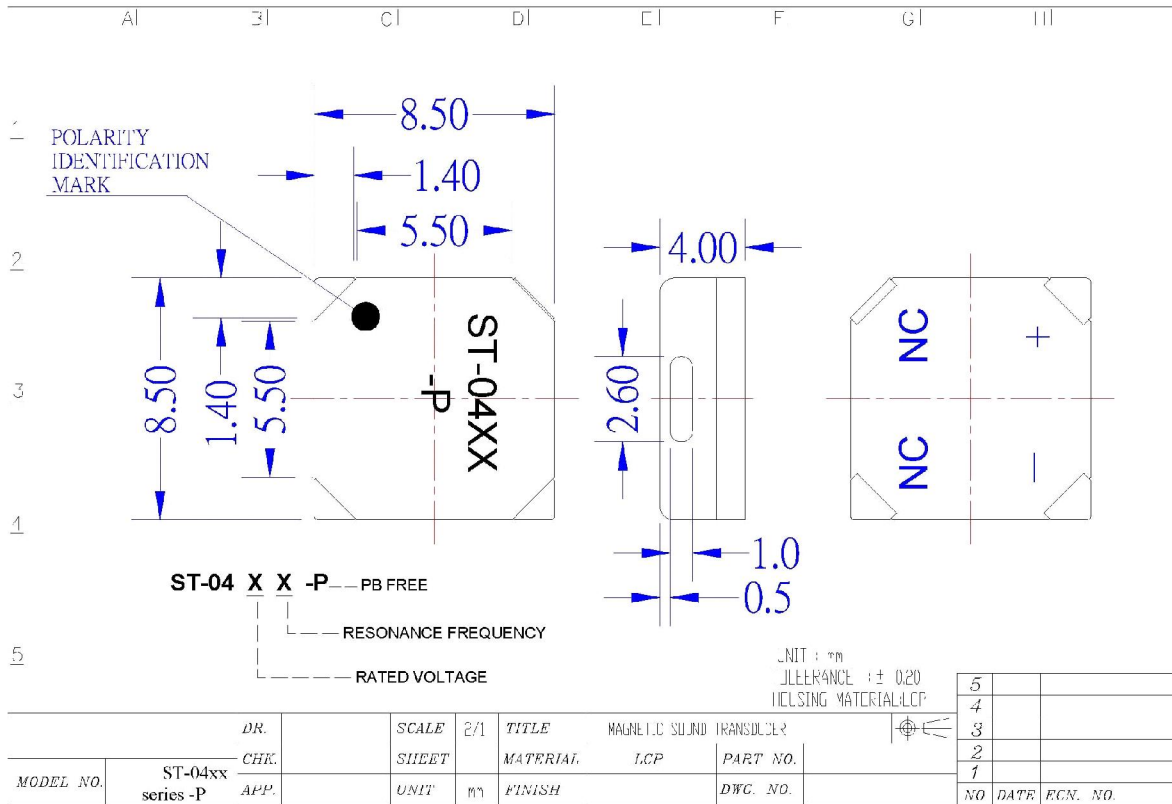 A B C D E F G H
1
8.50
POLARITY
IDENTIFICATION
MARK
1.40
5.50
2
4.00
8.50
1.40
5.50
ST-04XX
-P
2.60
NC
+
NC
−
3
4
1.0
0.5
ST-04 X X -P PB FREE
RESONANCE FREQUENCY
RATED VOLTAGE
5
UNIT : mm
TOLERANCE : ± 0.20
HOUSING MATERIAL:LCP
5
4
3
2
1
NO DATE ECN. NO.
DR. SCALE 2/1 TITLE MAGNETIC SOUND TRANSDUCER
CHK. SHEET MATERIAL LCP PART NO.
MODEL NO. ST-04xx
series -P
APP. UNIT mm FINISH DWG. NO.